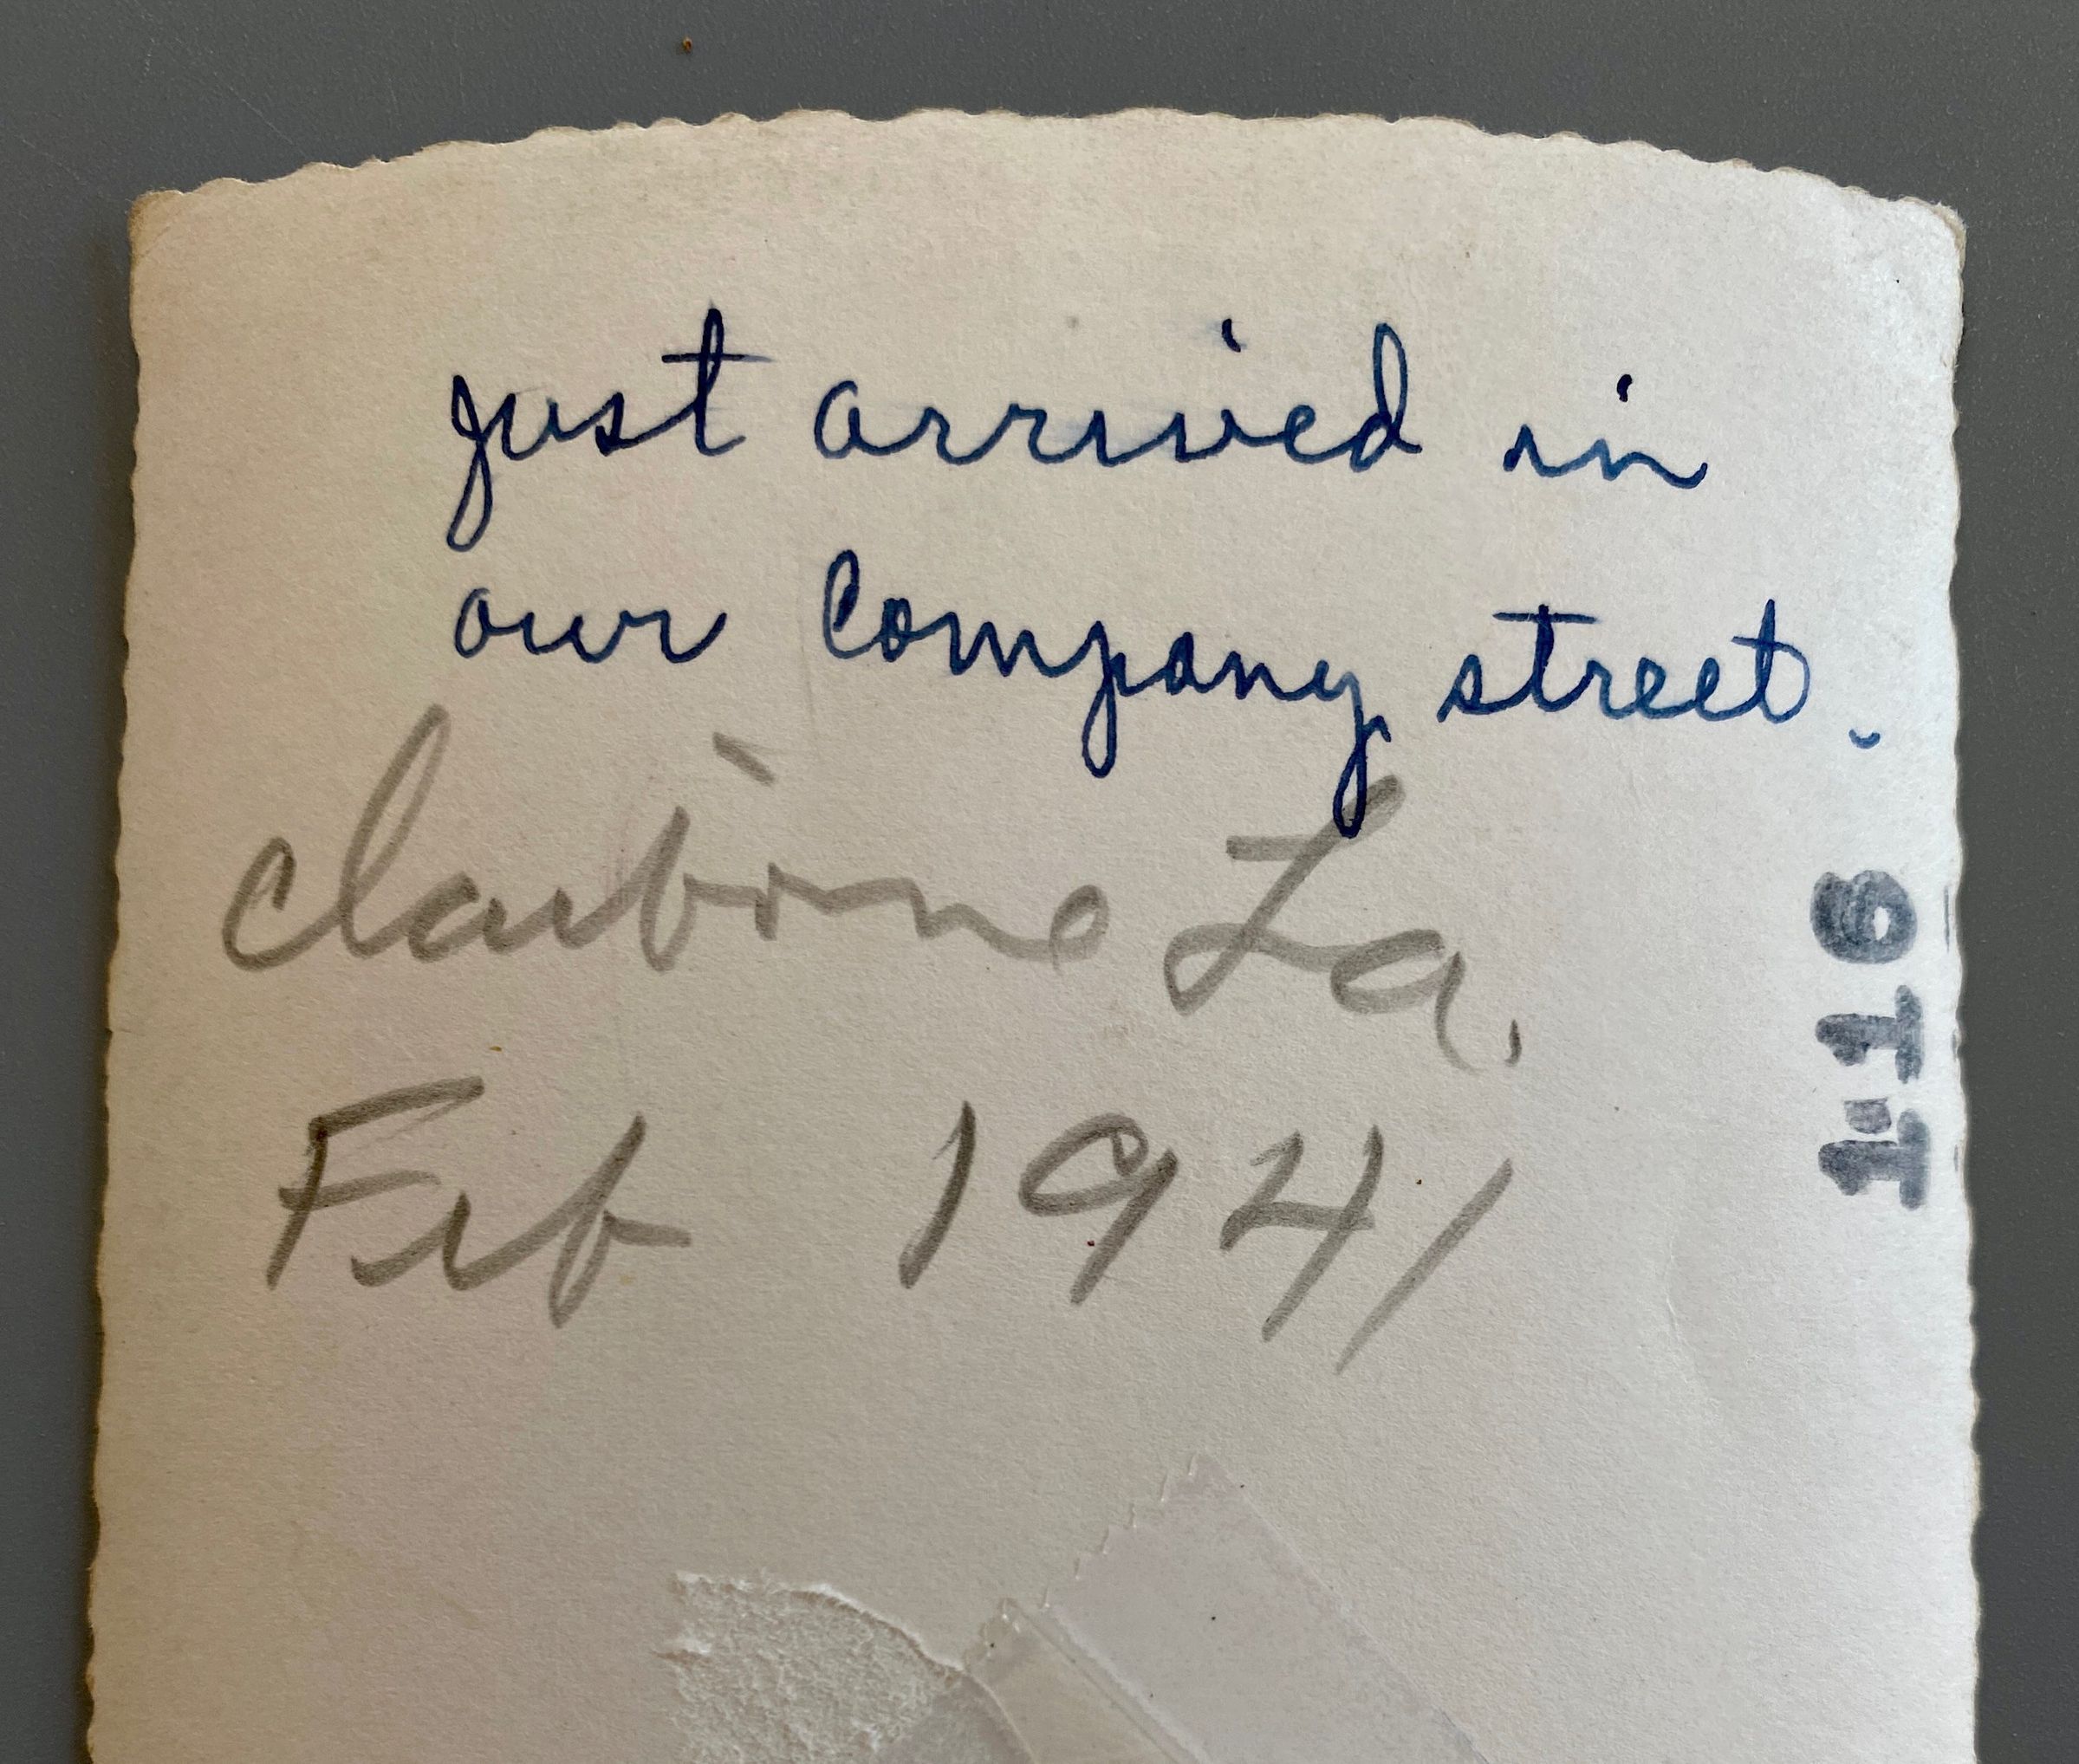 just arrived in
our Company street.
Claiborne La.
Feb 1941
116